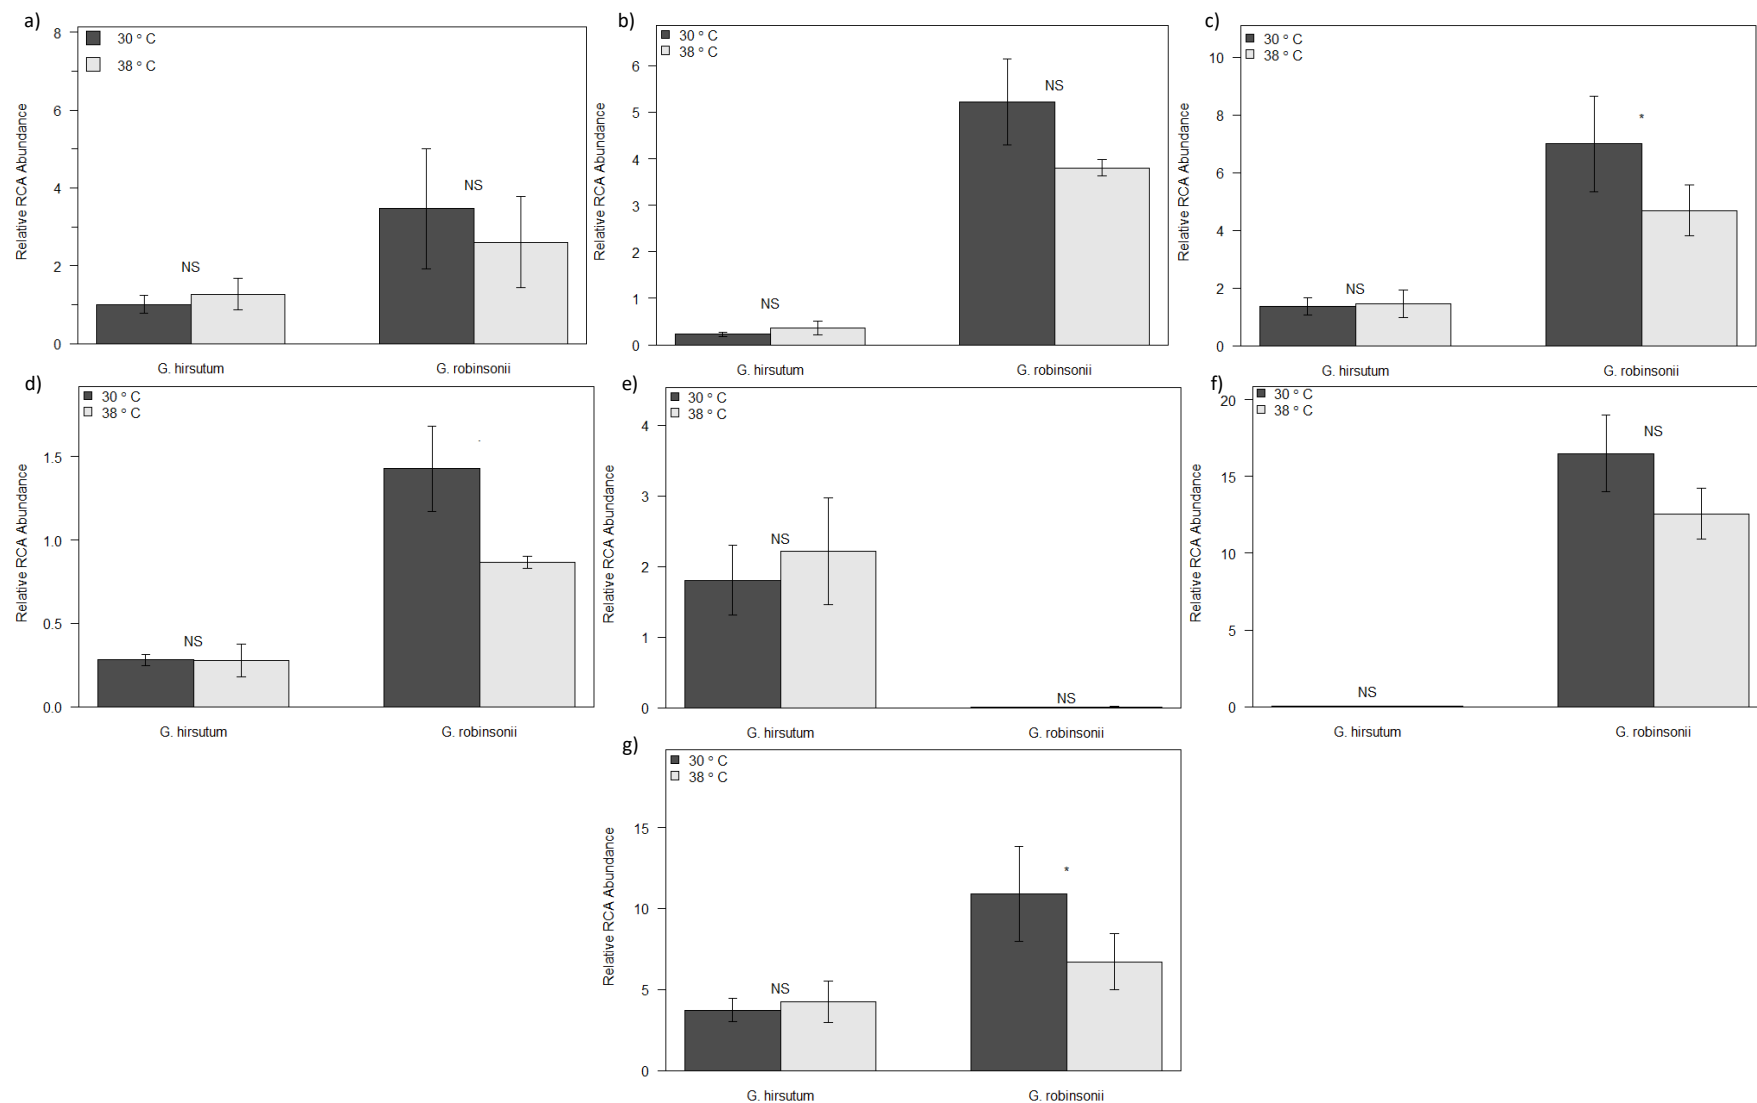 a)
30 ° C
38 ° C
8
6
4
2
0
Relative RCA Abundance
NS
NS
G. hirsutum
G. robinsonii
b)
30 ° C
38 ° C
6
5
4
3
2
1
0
Relative RCA Abundance
NS
NS
G. hirsutum
G. robinsonii
c)
30 ° C
38 ° C
10
8
6
4
2
0
Relative RCA Abundance
NS
*
G. hirsutum
G. robinsonii
d)
30 ° C
38 ° C
1.5
1.0
0.5
0.0
Relative RCA Abundance
NS
.
G. hirsutum
G. robinsonii
e)
30 ° C
38 ° C
4
3
2
1
0
Relative RCA Abundance
NS
NS
G. hirsutum
G. robinsonii
f)
30 ° C
38 ° C
20
15
10
5
0
Relative RCA Abundance
NS
NS
G. hirsutum
G. robinsonii
g)
30 ° C
38 ° C
15
10
5
0
Relative RCA Abundance
NS
*
G. hirsutum
G. robinsonii